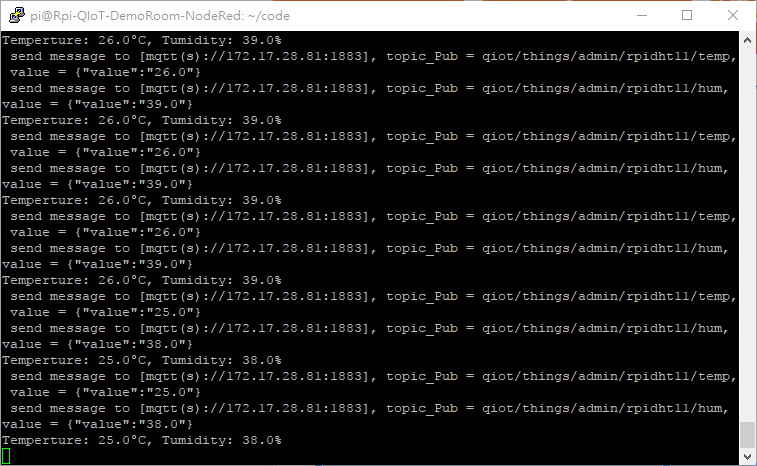 pi@Rpi-QIoT-DemoRoom-NodeRed: ~/code
Temperture: 26.0°C, Tumidity: 39.0%
send message to [mqtt(s)://172.17.28.81:1883], topic_Pub = qiot/things/admin/rpidht11/temp,
value = {"value":"26.0"}
send message to [mqtt(s)://172.17.28.81:1883], topic_Pub = qiot/things/admin/rpidht11/hum,
value = {"value":"39.0"}
Temperture: 26.0°C, Tumidity: 39.0%
send message to [mqtt(s)://172.17.28.81:1883], topic_Pub = qiot/things/admin/rpidht11/temp,
value = {"value":"26.0"}
send message to [mqtt(s)://172.17.28.81:1883], topic_Pub = qiot/things/admin/rpidht11/hum,
value = {"value":"39.0"}
Temperture: 26.0°C, Tumidity: 39.0%
send message to [mqtt(s)://172.17.28.81:1883], topic_Pub = qiot/things/admin/rpidht11/temp,
value = {"value":"26.0"}
send message to [mqtt(s)://172.17.28.81:1883], topic_Pub = qiot/things/admin/rpidht11/hum,
value = {"value":"39.0"}
Temperture: 26.0°C, Tumidity: 39.0%
send message to [mqtt(s)://172.17.28.81:1883], topic_Pub = qiot/things/admin/rpidht11/temp,
value = {"value":"25.0"}
send message to [mqtt(s)://172.17.28.81:1883], topic_Pub = qiot/things/admin/rpidht11/hum,
value = {"value":"38.0"}
Temperture: 25.0°C, Tumidity: 38.0%
send message to [mqtt(s)://172.17.28.81:1883], topic_Pub = qiot/things/admin/rpidht11/temp,
value = {"value":"25.0"}
send message to [mqtt(s)://172.17.28.81:1883], topic_Pub = qiot/things/admin/rpidht11/hum,
value = {"value":"38.0"}
Temperture: 25.0°C, Tumidity: 38.0%